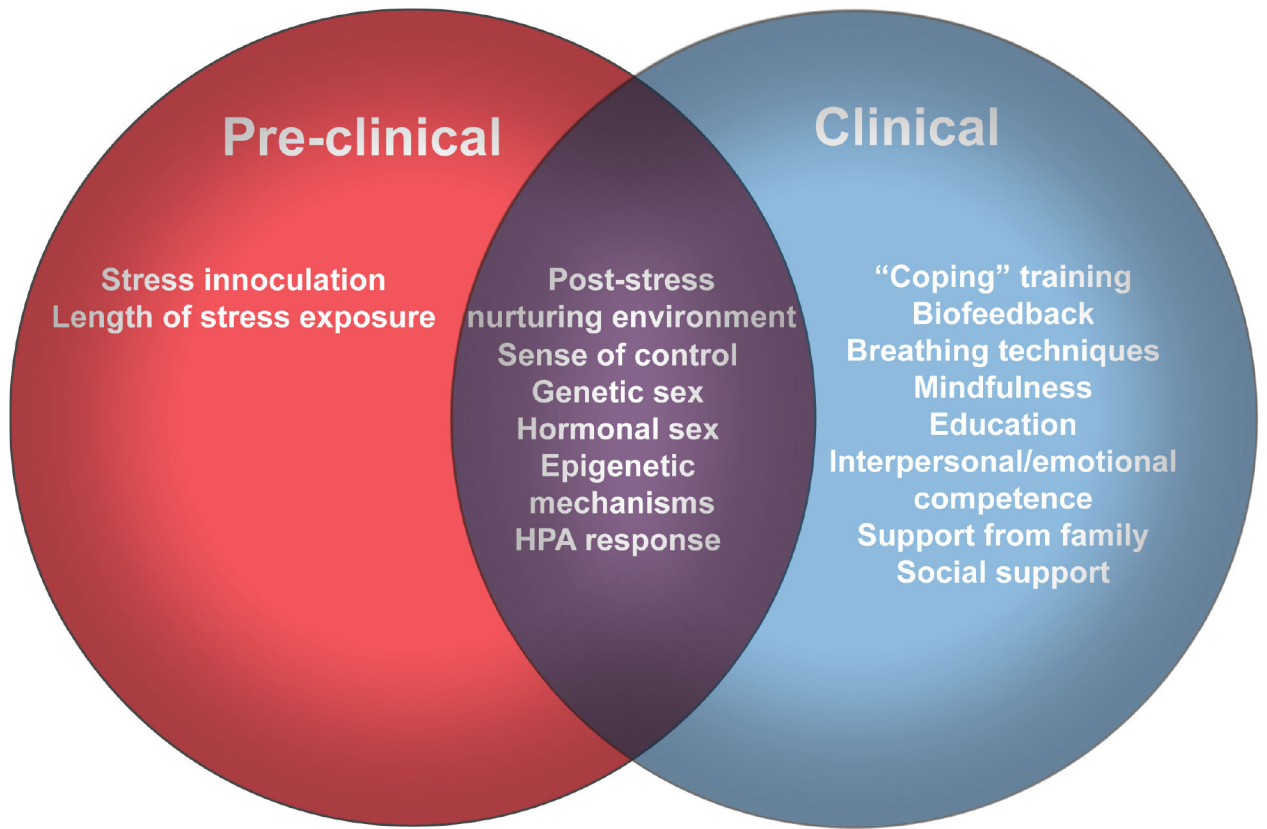 Pre-clinical
Stress innoculation
Length of stress exposure
Post-stress
nurturing environment
Sense of control
Genetic sex
Hormonal sex
Epigenetic
mechanisms
HPA response
Clinical
“Coping” training
Biofeedback
Breathing techniques
Mindfulness
Education
Interpersonal/emotional
competence
Support from family
Social support